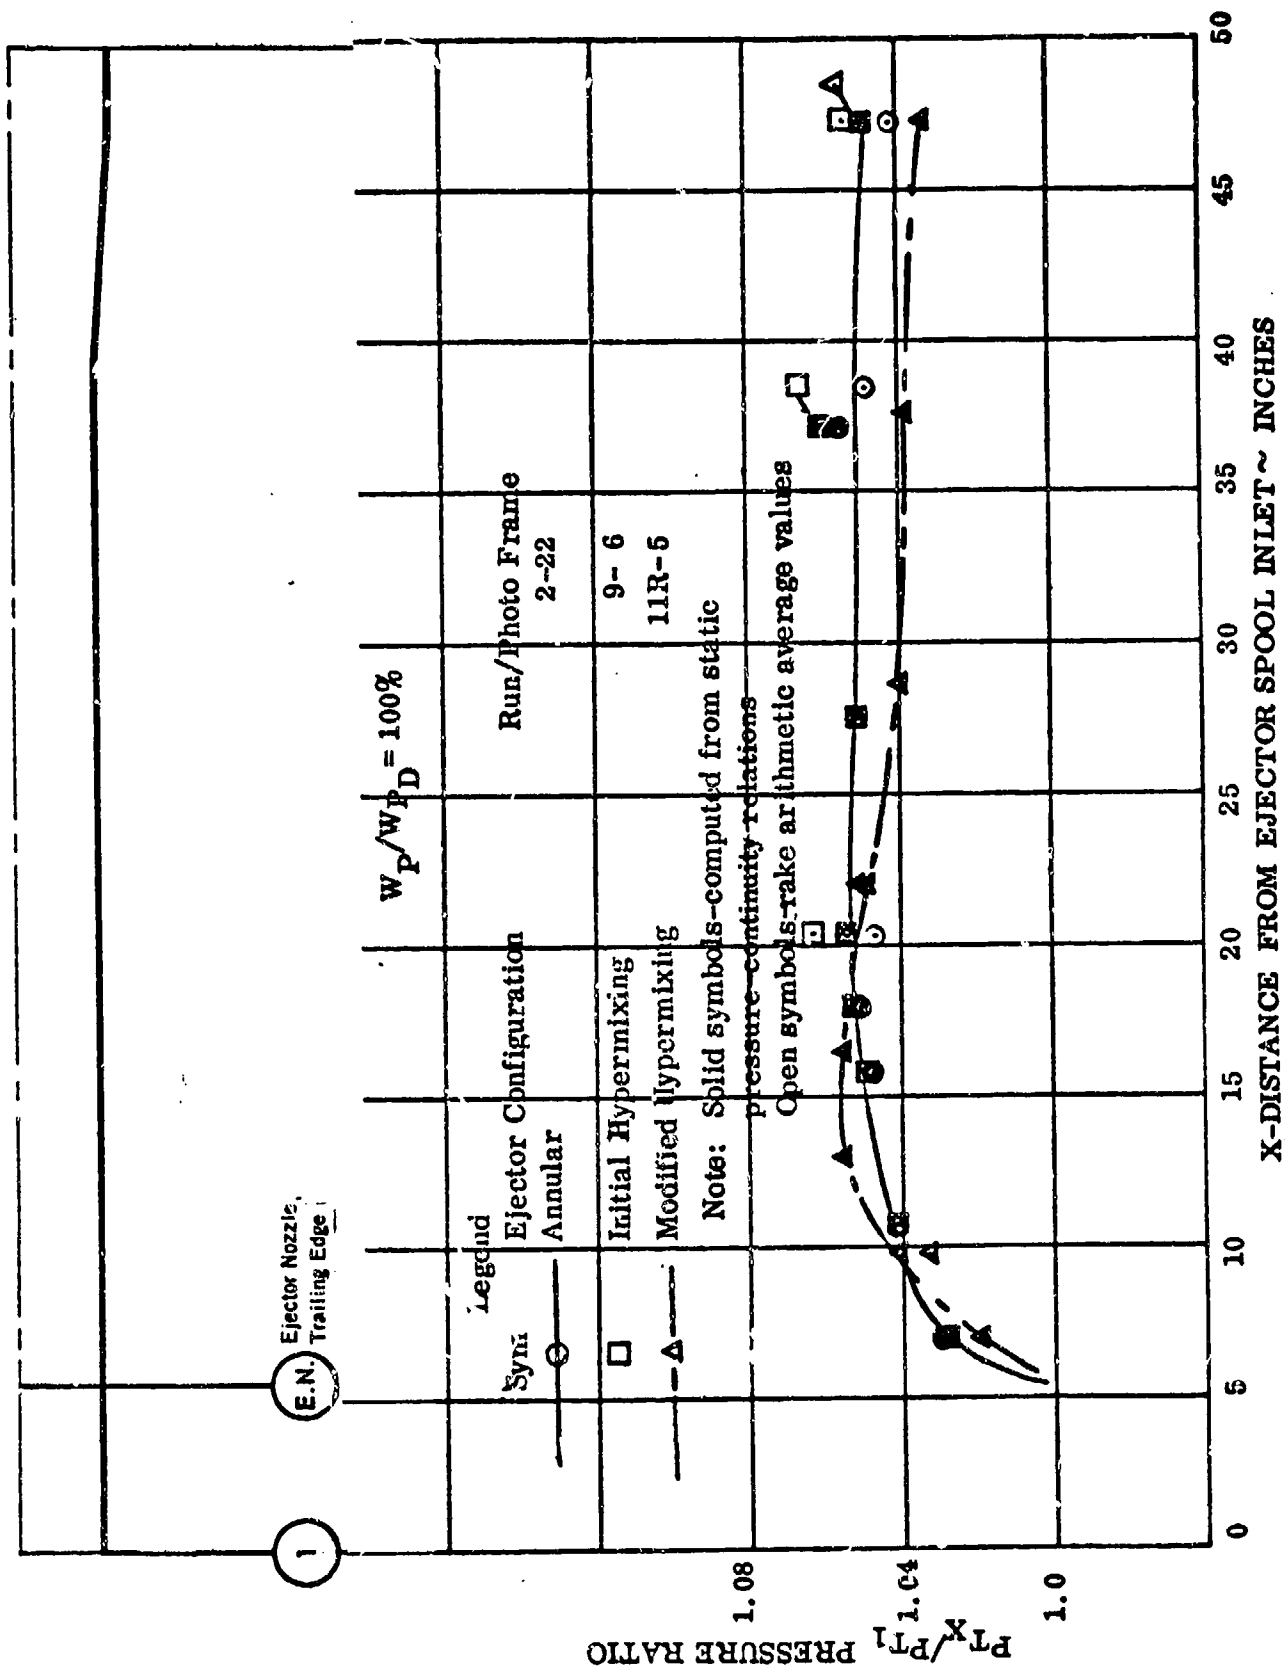 1
E.N.
Ejector Nozzle,
Trailing Edge
W_P/W_PD = 100%
Legend
Sym Ejector Configuration Run/Photo Frame
Annular 2-22
Initial Hypermixing 9- 6
Modified Hypermixing 11R-5
Note: Solid symbols-computed from static
pressure-continuity relations
Open symbols-rake arithmetic average values
PRESSURE RATIO
P_TX/P_T1
1.08
1.04
1.0
0 5 10 15 20 25 30 35 40 45 50
X-DISTANCE FROM EJECTOR SPOOL INLET ~ INCHES